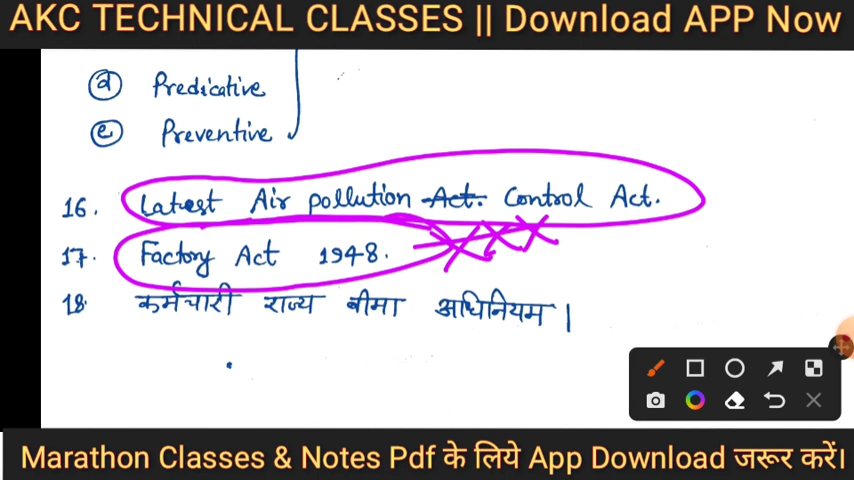 AKC TECHNICAL CLASSES || Download APP Now
(d) Predicative
(e) Preventive
16. Latest Air pollution Act. Control Act.
17. Factory Act 1948.
18. कर्मचारी राज्य बीमा अधिनियम |
Marathon Classes & Notes Pdf के लिये App Download जरूर करें।